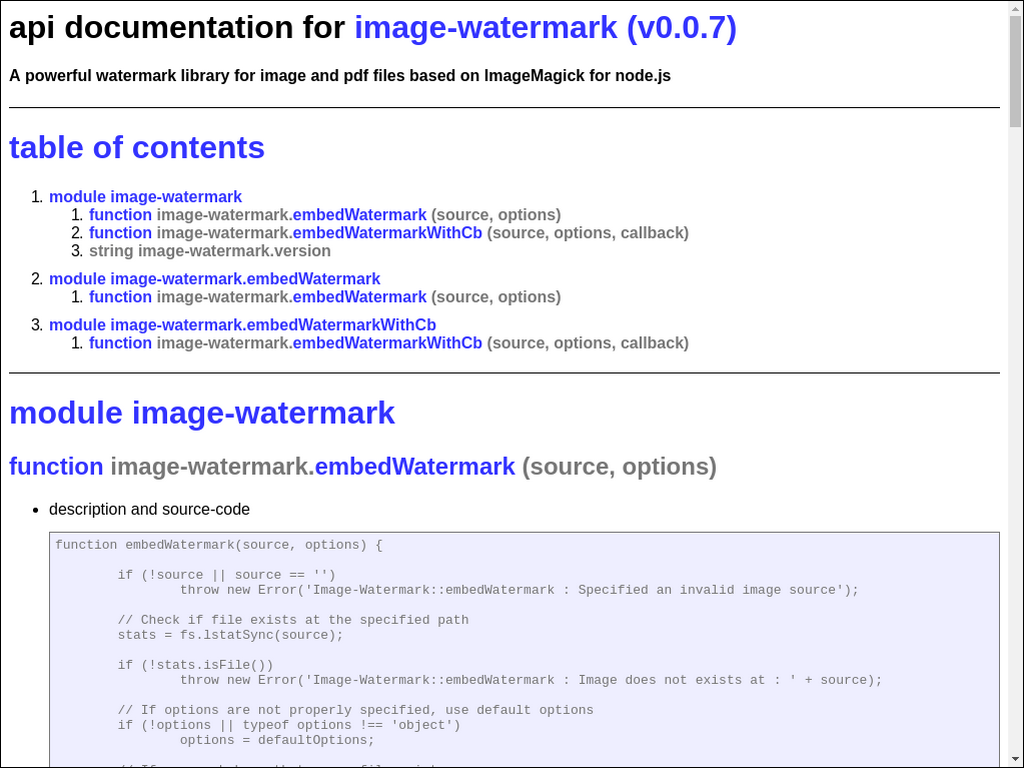 api documentation for image-watermark (v0.0.7)
A powerful watermark library for image and pdf files based on ImageMagick for node.js
table of contents
1. module image-watermark
1. function image-watermark.embedWatermark (source, options)
2. function image-watermark.embedWatermarkWithCb (source, options, callback)
3. string image-watermark.version
2. module image-watermark.embedWatermark
1. function image-watermark.embedWatermark (source, options)
3. module image-watermark.embedWatermarkWithCb
1. function image-watermark.embedWatermarkWithCb (source, options, callback)
module image-watermark
function image-watermark.embedWatermark (source, options)
• description and source-code
function embedWatermark(source, options) {
if (!source || source == '')
throw new Error('Image-Watermark::embedWatermark : Specified an invalid image source');
// Check if file exists at the specified path
stats = fs.lstatSync(source);
if (!stats.isFile())
throw new Error('Image-Watermark::embedWatermark : Image does not exists at : ' + source);
// If options are not properly specified, use default options
if (!options || typeof options !== 'object')
options = defaultOptions;